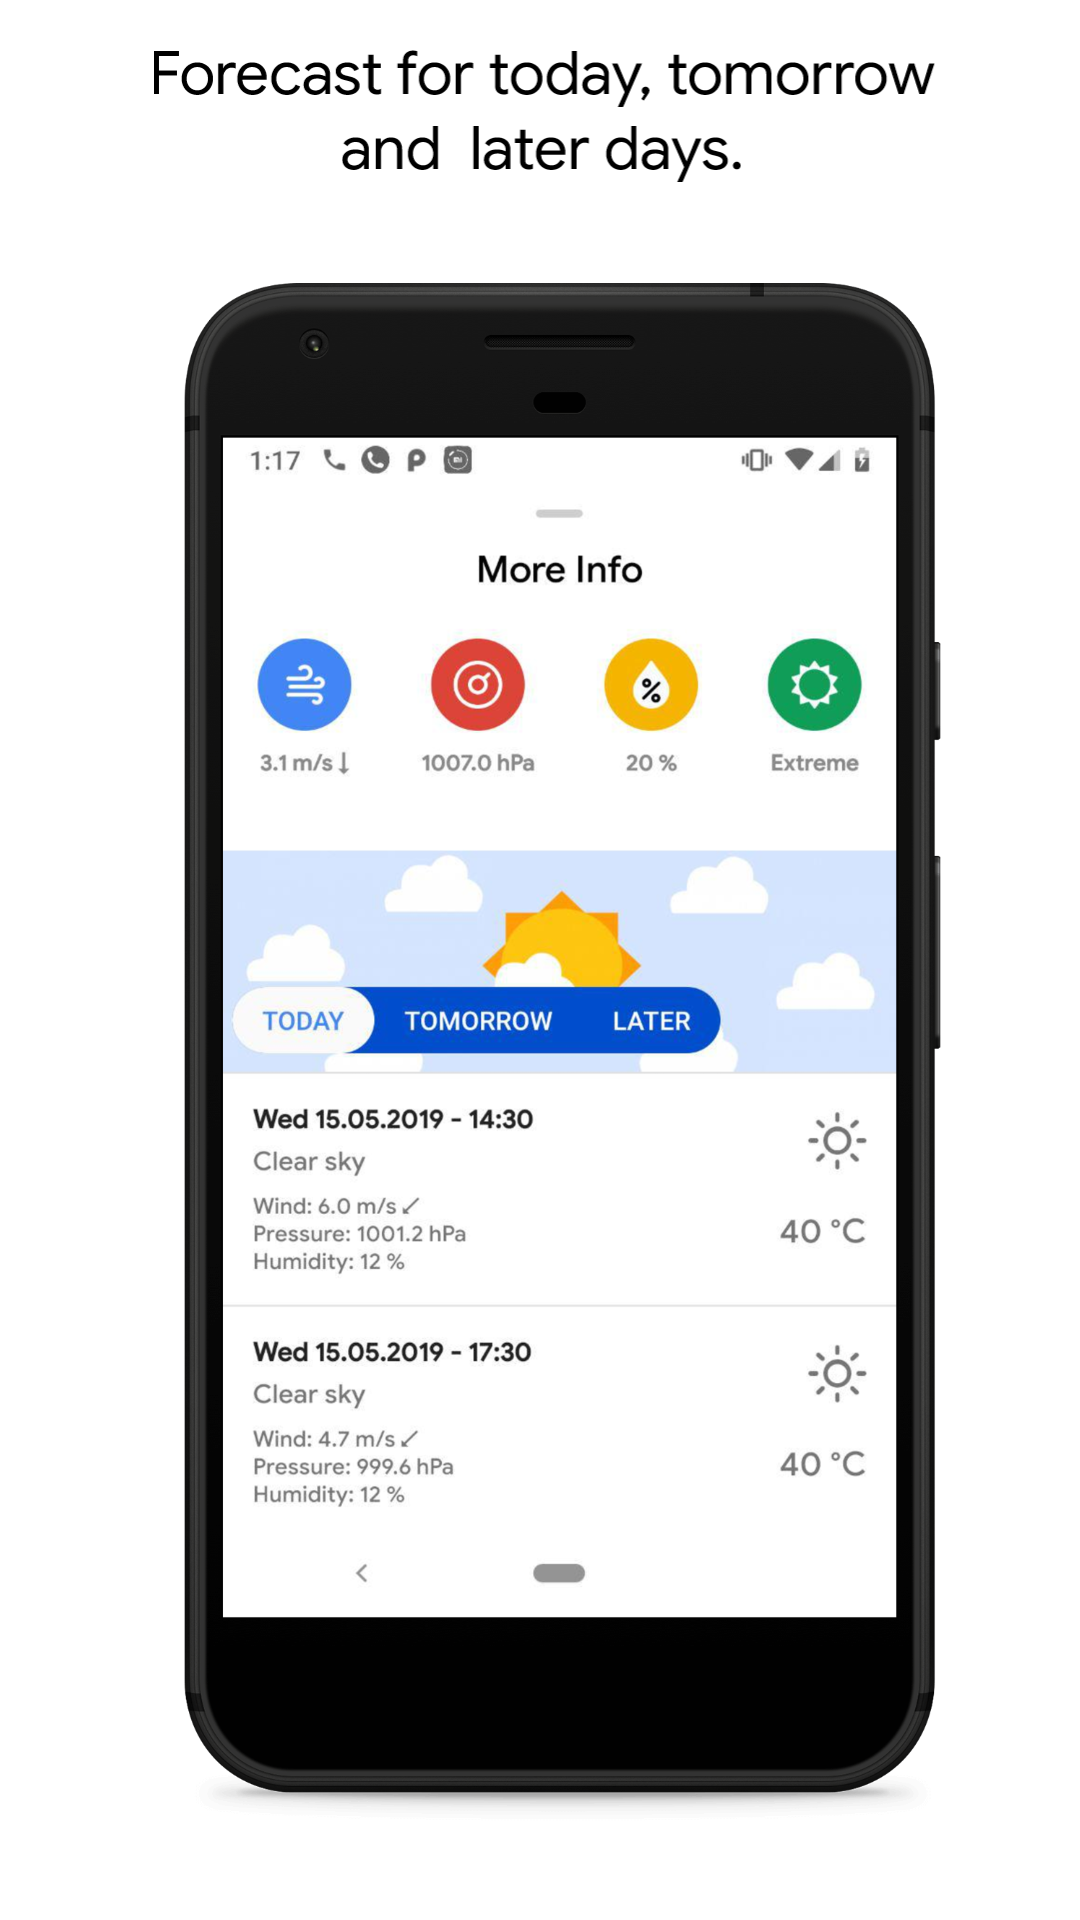 Forecast for today, tomorrow
and later days.
1:17
More Info
3.1 m/s ↓
1007.0 hPa
20 %
Extreme
TODAY
TOMORROW
LATER
Wed 15.05.2019 - 14:30
Clear sky
Wind: 6.0 m/s ↙
Pressure: 1001.2 hPa
Humidity: 12 %
40 °C
Wed 15.05.2019 - 17:30
Clear sky
Wind: 4.7 m/s ↙
Pressure: 999.6 hPa
Humidity: 12 %
40 °C